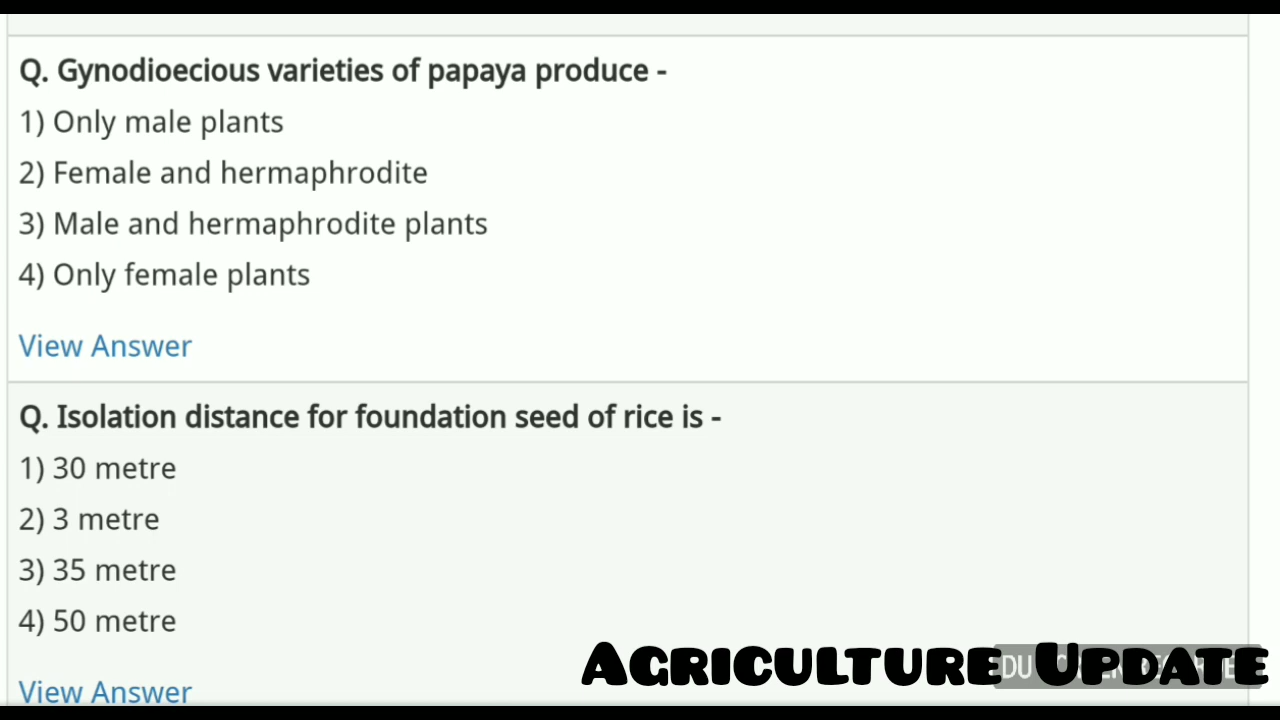 Q. Gynodioecious varieties of papaya produce -
1) Only male plants
2) Female and hermaphrodite
3) Male and hermaphrodite plants
4) Only female plants
View Answer
Q. Isolation distance for foundation seed of rice is -
1) 30 metre
2) 3 metre
3) 35 metre
4) 50 metre
View Answer
AGRICULTURE UPDATE